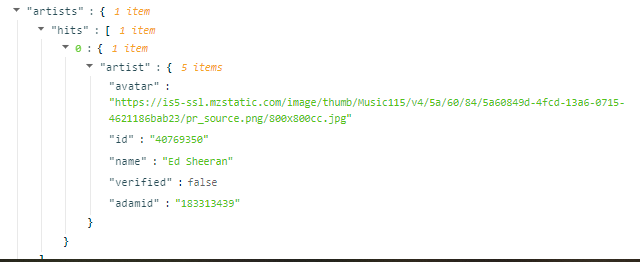 "artists" : { 1 item
"hits" : [ 1 item
0 : { 1 item
"artist" : { 5 items
"avatar" :
"https://is5-ssl.mzstatic.com/image/thumb/Music115/v4/5a/60/84/5a60849d-4fcd-13a6-0715-
4621186bab23/pr_source.png/800x800cc.jpg"
"id" : "40769350"
"name" : "Ed Sheeran"
"verified" : false
"adamid" : "183313439"
}
}
]